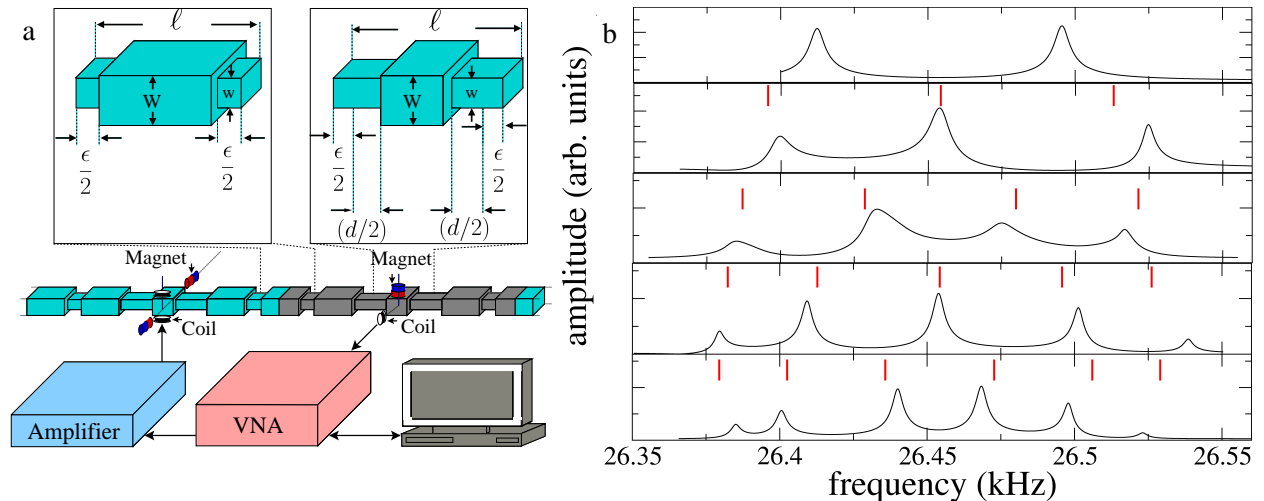 a
ℓ
W
w
ϵ/2
ϵ/2
ℓ
W
w
ϵ/2
ϵ/2
(d/2)
(d/2)
Magnet
Magnet
Coil
Coil
Amplifier
VNA
b
amplitude (arb. units)
26.35
26.4
26.45
26.5
26.55
frequency (kHz)